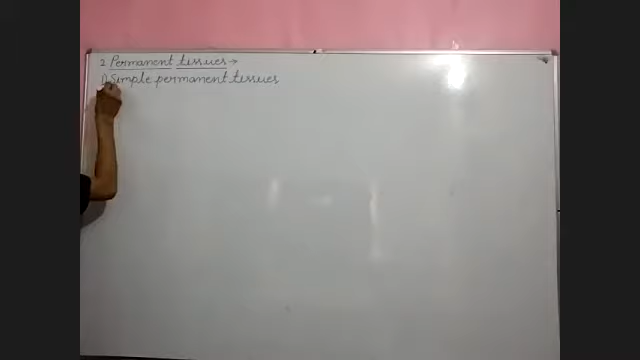 2. Permanent tissues →
1) Simple permanent tissues